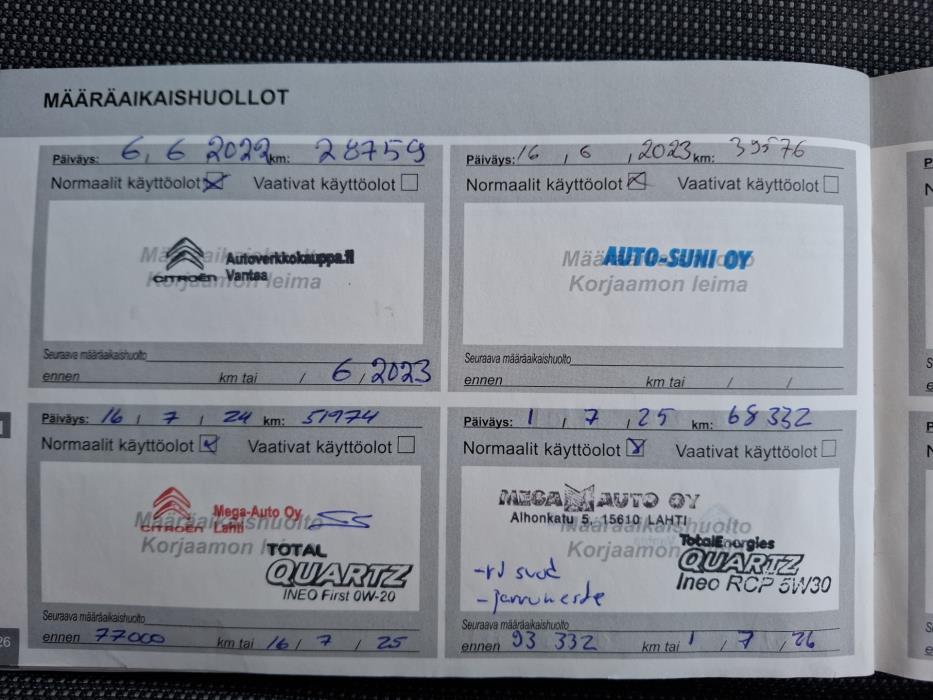 MÄÄRÄAIKAISHUOLLOT
Päiväys: 6, 6 2022 km: 28759
Normaalit käyttöolot Vaativat käyttöolot
Määräaikaishuolto
Korjaamon leima
CITROËN Autoverkkokauppa.fi
Vantaa
Seuraava määräaikaishuolto
ennen km tai / 6, 2023
Päiväys: 16 , 6 , 2023 km: 39576
Normaalit käyttöolot Vaativat käyttöolot
Määräaikaishuolto
Korjaamon leima
AUTO-SUNI OY
Seuraava määräaikaishuolto
ennen km tai / /
Päiväys: 16 / 7 / 24 km: 51974
Normaalit käyttöolot Vaativat käyttöolot
Määräaikaishuolto
Korjaamon leima
CITROËN Mega-Auto Oy
Lahti
TOTAL
QUARTZ
INEO First 0W-20
Seuraava määräaikaishuolto
ennen 77000 km tai 16 / 7 / 25
Päiväys: 1 / 7 , 25 km: 68332
Normaalit käyttöolot Vaativat käyttöolot
Määräaikaishuolto
Korjaamon
MEGA AUTO OY
Alhonkatu 5, 15610 LAHTI
TotalEnergies
QUARTZ
Ineo RCP 5W30
- jarruneste
Seuraava määräaikaishuolto
ennen 93 332 km tai 1 / 7 , 26
26